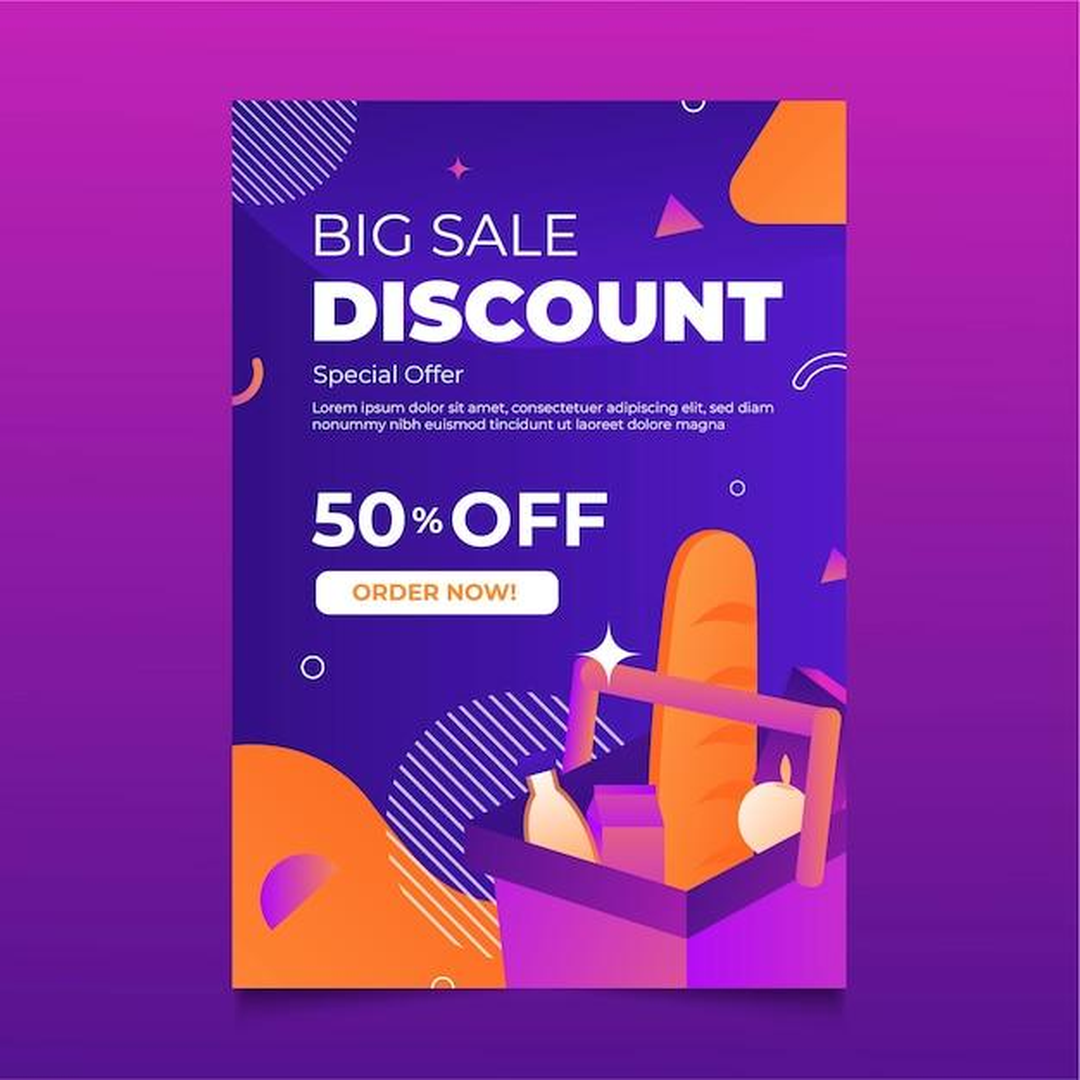 BIG SALE
DISCOUNT
Special Offer
Lorem ipsum dolor sit amet, consectetuer adipiscing elit, sed diam
nonummy nibh euismod tincidunt ut laoreet dolore magna
50%OFF
ORDER NOW!